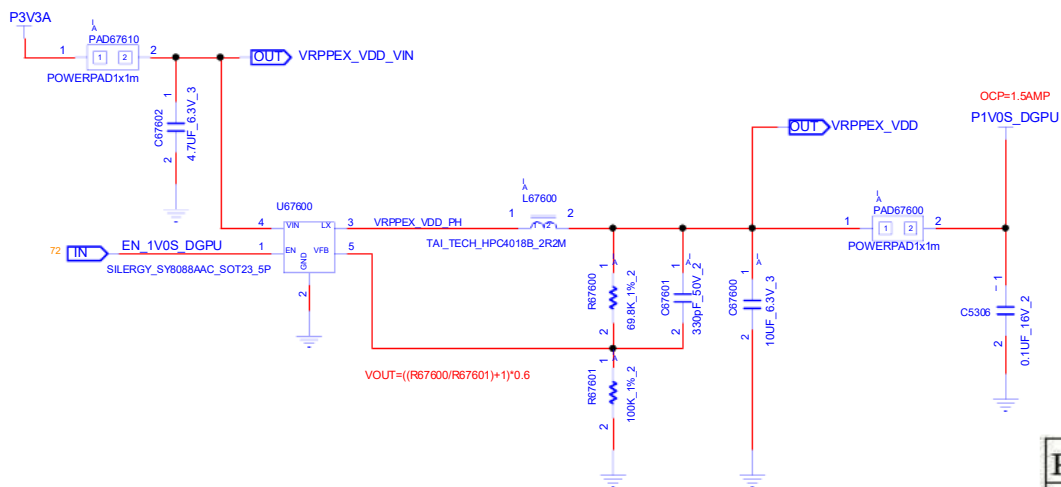 P3V3A
A
PAD67610
1
1 2
2
POWERPAD1x1m
OUT VRPPEX_VDD_VIN
1
C67602
4.7UF_6.3V_3
2
OCP=1.5AMP
P1V0S_DGPU
OUT VRPPEX_VDD
U67600
4 VIN LX 3 VRPPEX_VDD_PH
72 IN EN_1V0S_DGPU 1 EN VFB 5
GND
2
SILERGY_SY8088AAC_SOT23_5P
A
L67600
1 2
TAI_TECH_HPC4018B_2R2M
1 A
R67600
69.8K_1%_2
2
1 A
C67601
330pF_50V_2
2
1 A
C67600
10UF_6.3V_3
2
A
PAD67600
1
1 2
2
POWERPAD1x1m
1
C5306
0.1UF_16V_2
2
VOUT=((R67600/R67601)+1)*0.6
1 A
R67601
100K_1%_2
2